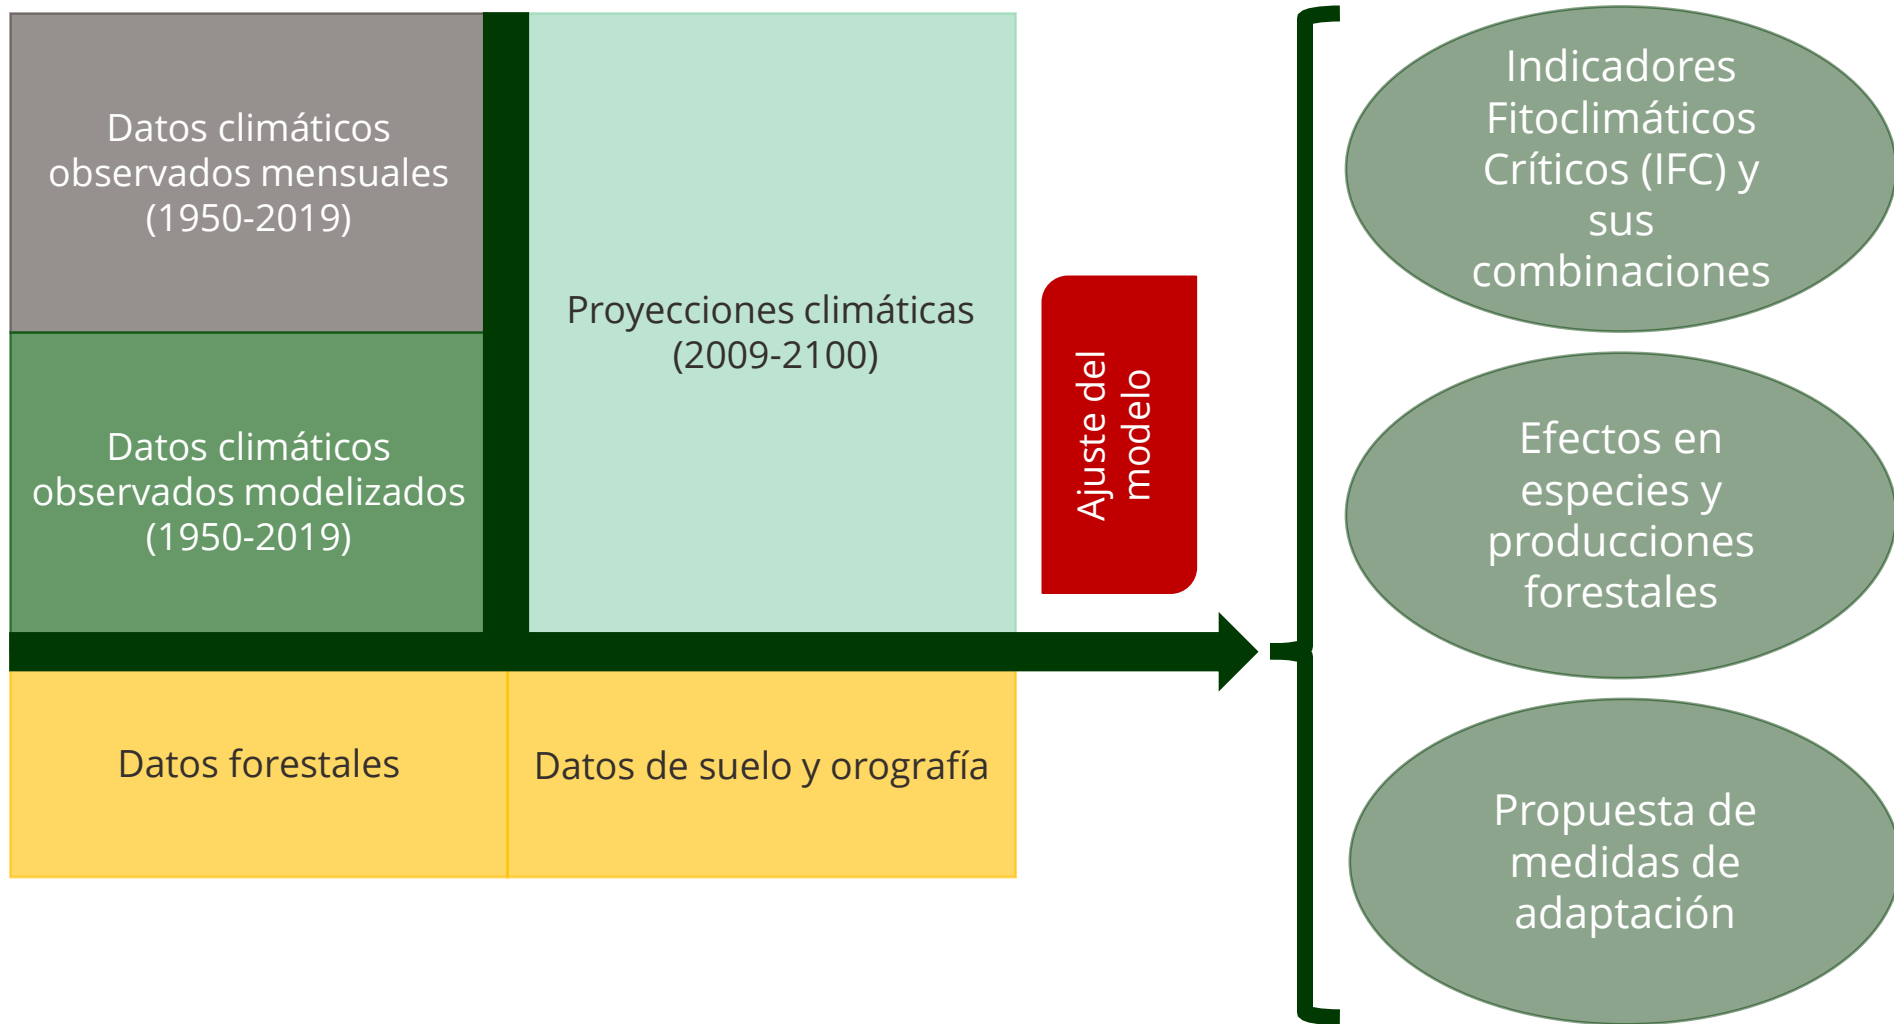 Datos climáticos
observados mensuales
(1950-2019)
Datos climáticos
observados modelizados
(1950-2019)
Proyecciones climáticas
(2009-2100)
Datos forestales
Datos de suelo y orografía
Ajuste del
modelo
Indicadores
Fitoclimáticos
Críticos (IFC) y
sus
combinaciones
Efectos en
especies y
producciones
forestales
Propuesta de
medidas de
adaptación